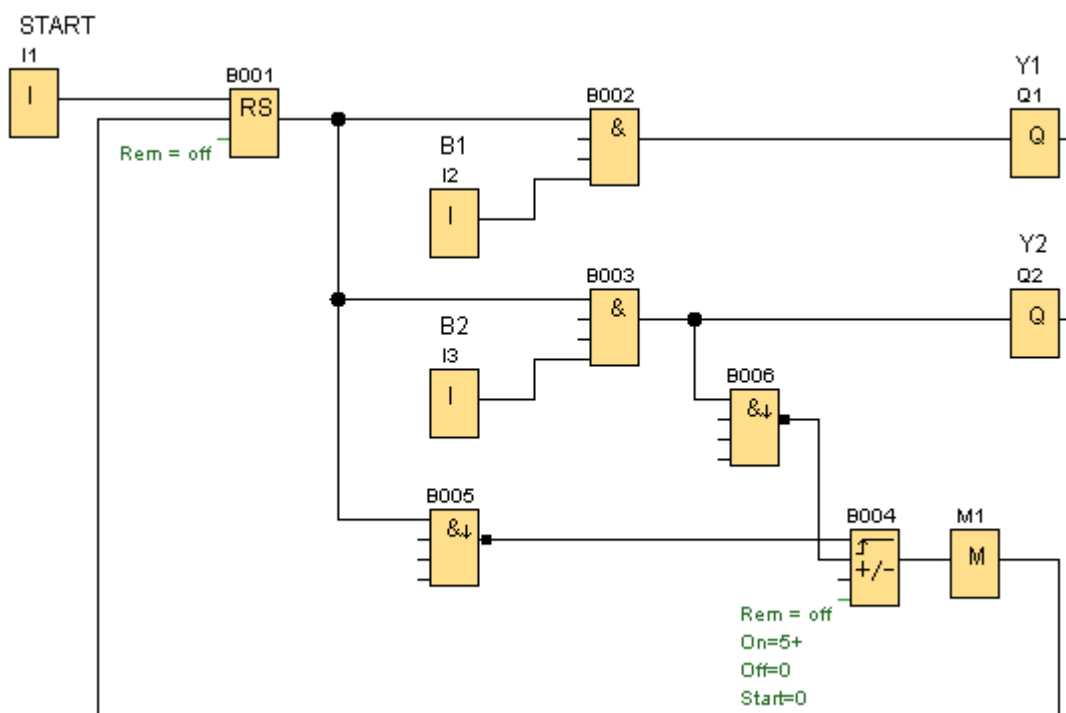 START
I1
I
B001
RS
Rem = off
B002
&
B1
I2
I
Y1
Q1
Q
B003
&
B2
I3
I
Y2
Q2
Q
B006
&↓
B005
&↓
B004
+/-
M1
M
Rem = off
On=5+
Off=0
Start=0